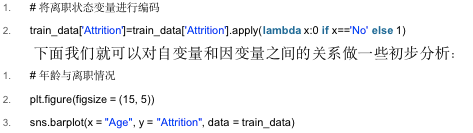 1. # 将离职状态变量进行编码
2. train_data['Attrition']=train_data['Attrition'].apply(lambda x:0 if x=='No' else 1)
下面我们就可以对自变量和因变量之间的关系做一些初步分析:
1. # 年龄与离职情况
2. plt.figure(figsize = (15, 5))
3. sns.barplot(x = "Age", y = "Attrition", data = train_data)